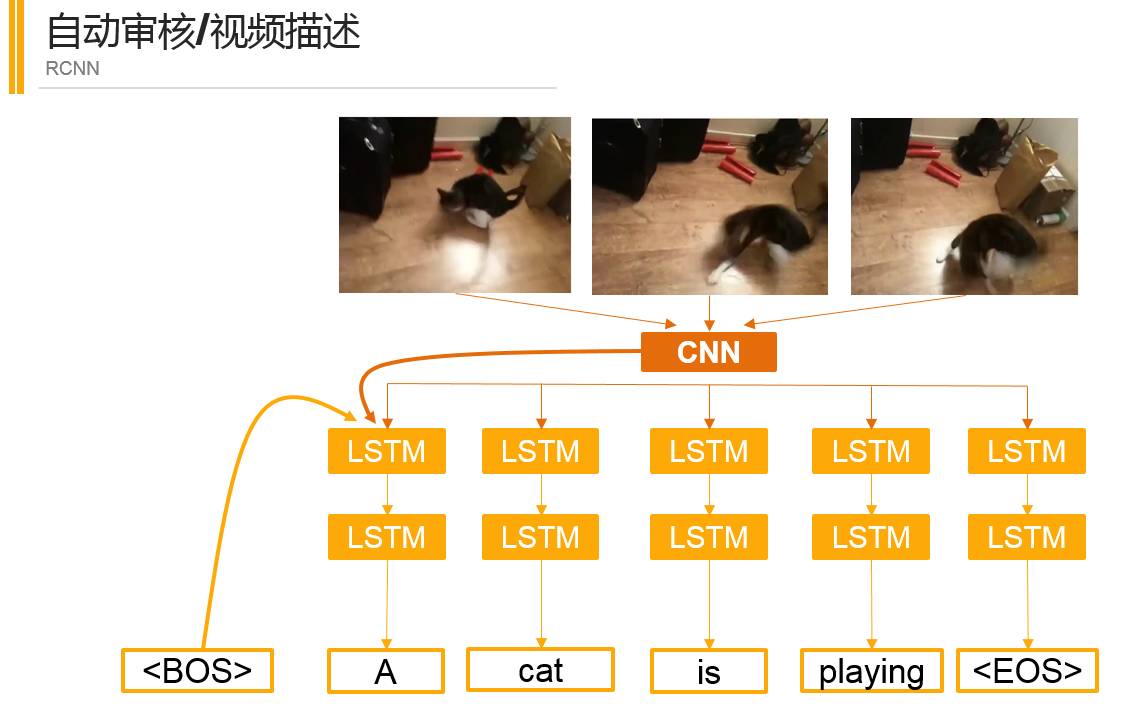 自动审核/视频描述
RCNN
CNN
LSTM LSTM LSTM LSTM LSTM
LSTM LSTM LSTM LSTM LSTM
<BOS> A cat is playing <EOS>